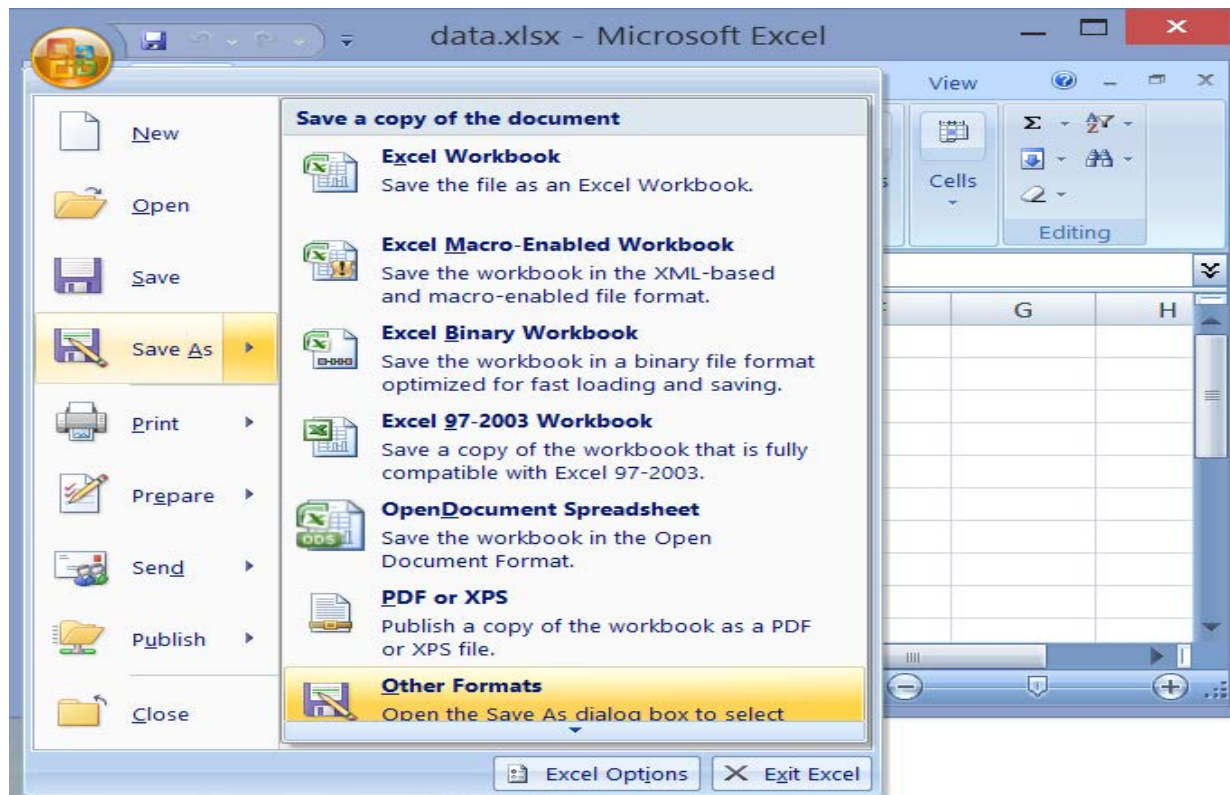 data.xlsx - Microsoft Excel
View
New
Open
Save
Save As
Print
Prepare
Send
Publish
Close
Save a copy of the document
Excel Workbook
Save the file as an Excel Workbook.
Excel Macro-Enabled Workbook
Save the workbook in the XML-based
and macro-enabled file format.
Excel Binary Workbook
Save the workbook in a binary file format
optimized for fast loading and saving.
Excel 97-2003 Workbook
Save a copy of the workbook that is fully
compatible with Excel 97-2003.
OpenDocument Spreadsheet
ODS
Save the workbook in the Open
Document Format.
PDF or XPS
Publish a copy of the workbook as a PDF
or XPS file.
Other Formats
Open the Save As dialog box to select
Excel Options
Exit Excel
Cells
Σ
Editing
G H